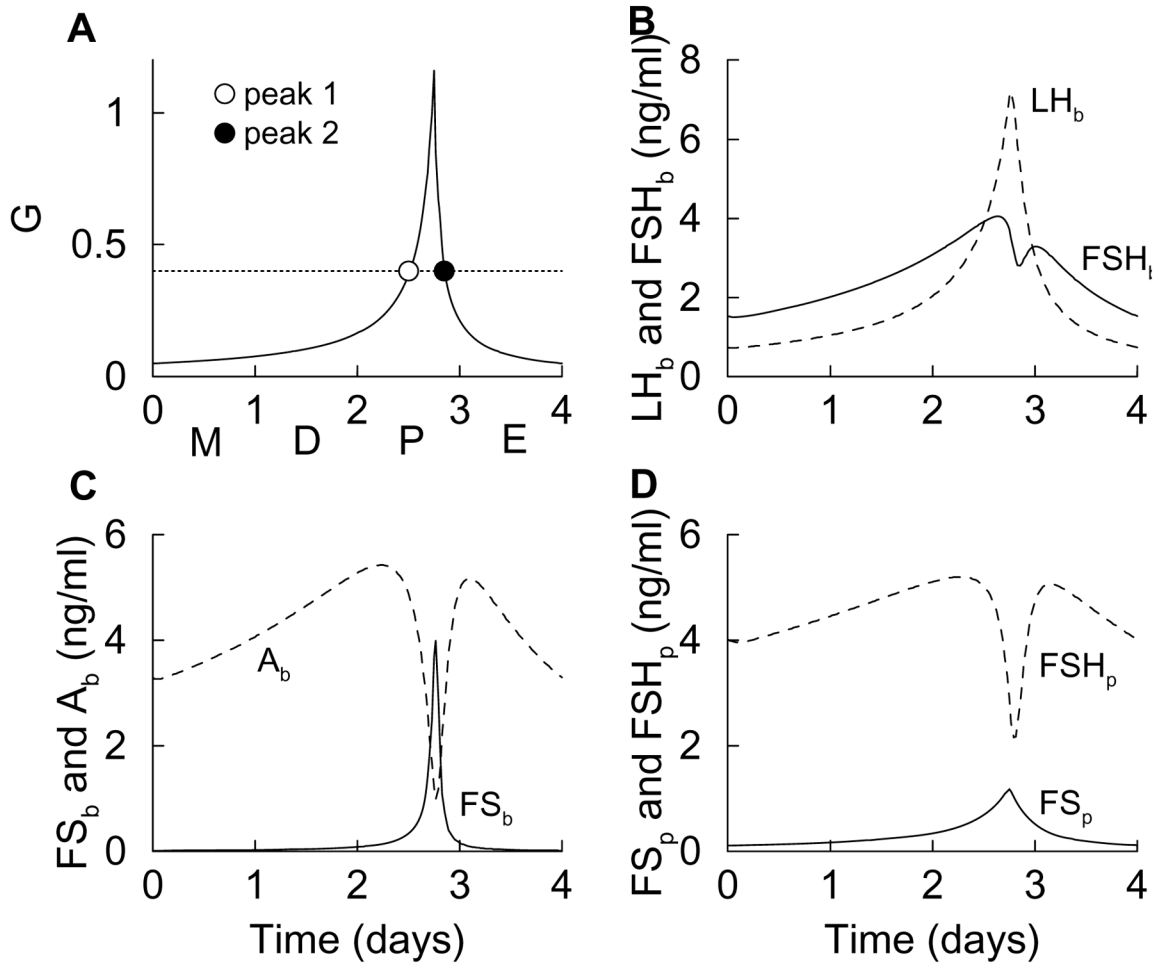 A
G
1
0.5
0
peak 1
peak 2
0 1 2 3 4
M D P E
B
LH_b and FSH_b (ng/ml)
8
6
4
2
0
LH_b
FSH_b
0 1 2 3 4
C
FS_b and A_b (ng/ml)
6
4
2
0
A_b
FS_b
0 1 2 3 4
Time (days)
D
FS_p and FSH_p (ng/ml)
6
4
2
0
FSH_p
FS_p
0 1 2 3 4
Time (days)